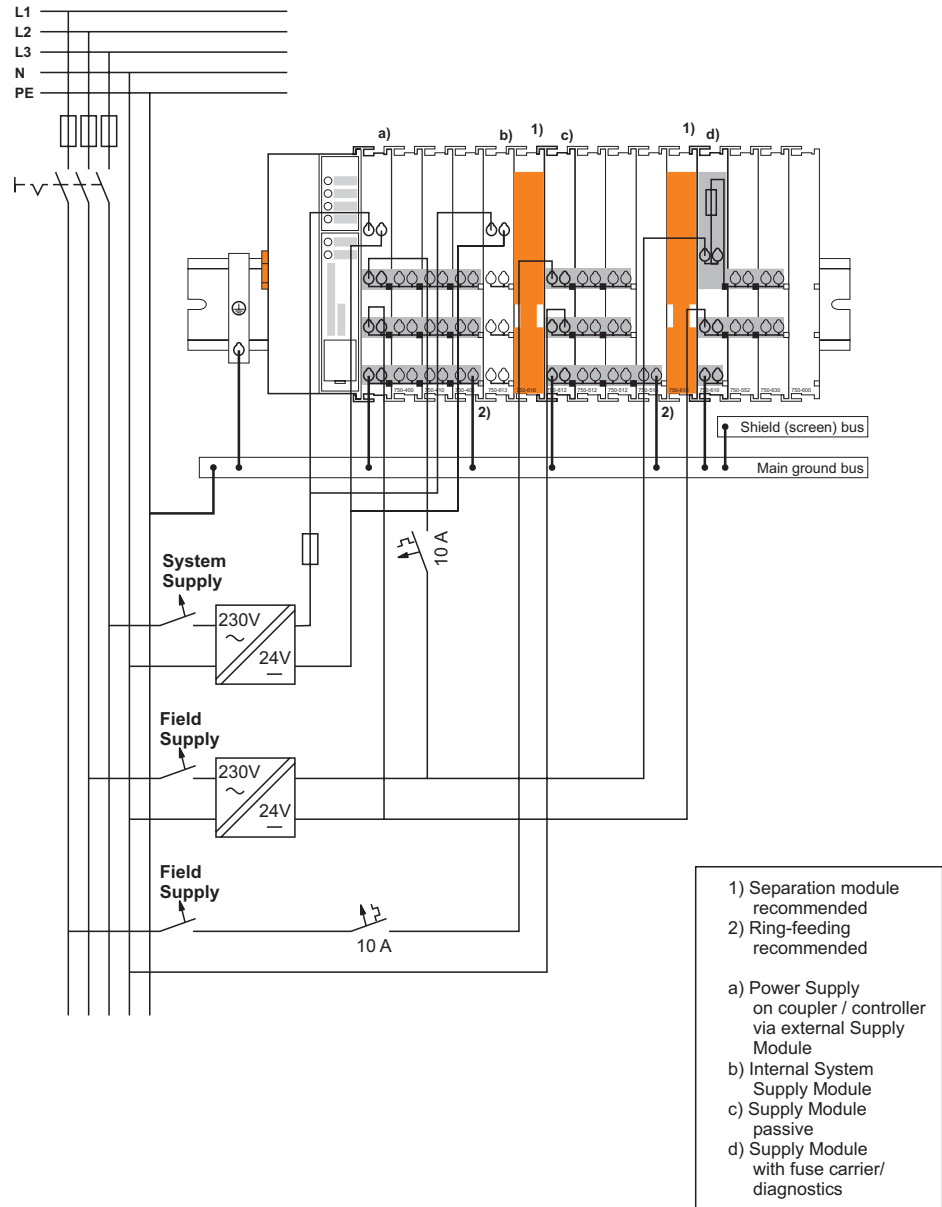 L1
L2
L3
N
PE
a)
b)
1)
c)
1)
d)
750-400
750-410
750-613
750-616
750-612
750-512
750-512
750-616
750-610
750-552
750-630
750-600
2)
2)
Shield (screen) bus
Main ground bus
10 A
System
Supply
230V
24V
Field
Supply
230V
24V
Field
Supply
10 A
1) Separation module
recommended
2) Ring-feeding
recommended
a) Power Supply
on coupler / controller
via external Supply
Module
b) Internal System
Supply Module
c) Supply Module
passive
d) Supply Module
with fuse carrier/
diagnostics